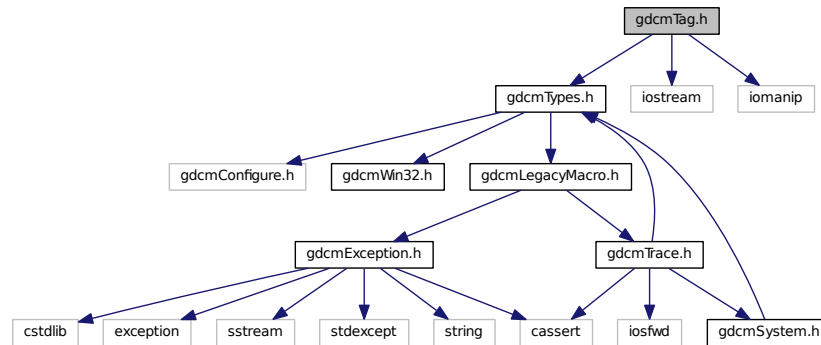 gdcmTag.h
gdcmTypes.h
iostream
iomanip
gdcmConfigure.h
gdcmWin32.h
gdcmLegacyMacro.h
gdcmException.h
gdcmTrace.h
cstdlib
exception
sstream
stdexcept
string
cassert
iosfwd
gdcmSystem.h